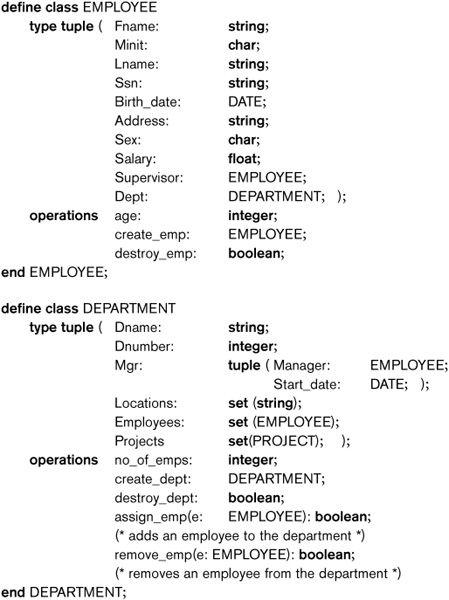 define class EMPLOYEE
type tuple ( Fname: string;
Minit: char;
Lname: string;
Ssn: string;
Birth_date: DATE;
Address: string;
Sex: char;
Salary: float;
Supervisor: EMPLOYEE;
Dept: DEPARTMENT; );
operations age: integer;
create_emp: EMPLOYEE;
destroy_emp: boolean;
end EMPLOYEE;
define class DEPARTMENT
type tuple ( Dname: string;
Dnumber: integer;
Mgr: tuple ( Manager: EMPLOYEE;
Start_date: DATE; );
Locations: set (string);
Employees: set (EMPLOYEE);
Projects set(PROJECT); );
operations no_of_emps: integer;
create_dept: DEPARTMENT;
destroy_dept: boolean;
assign_emp(e: EMPLOYEE): boolean;
(* adds an employee to the department *)
remove_emp(e: EMPLOYEE): boolean;
(* removes an employee from the department *)
end DEPARTMENT;